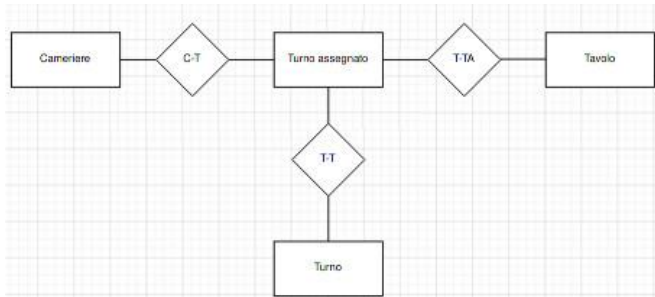 Cameriere
C-T
Turno assegnato
T-TA
Tavolo
T-T
Turno